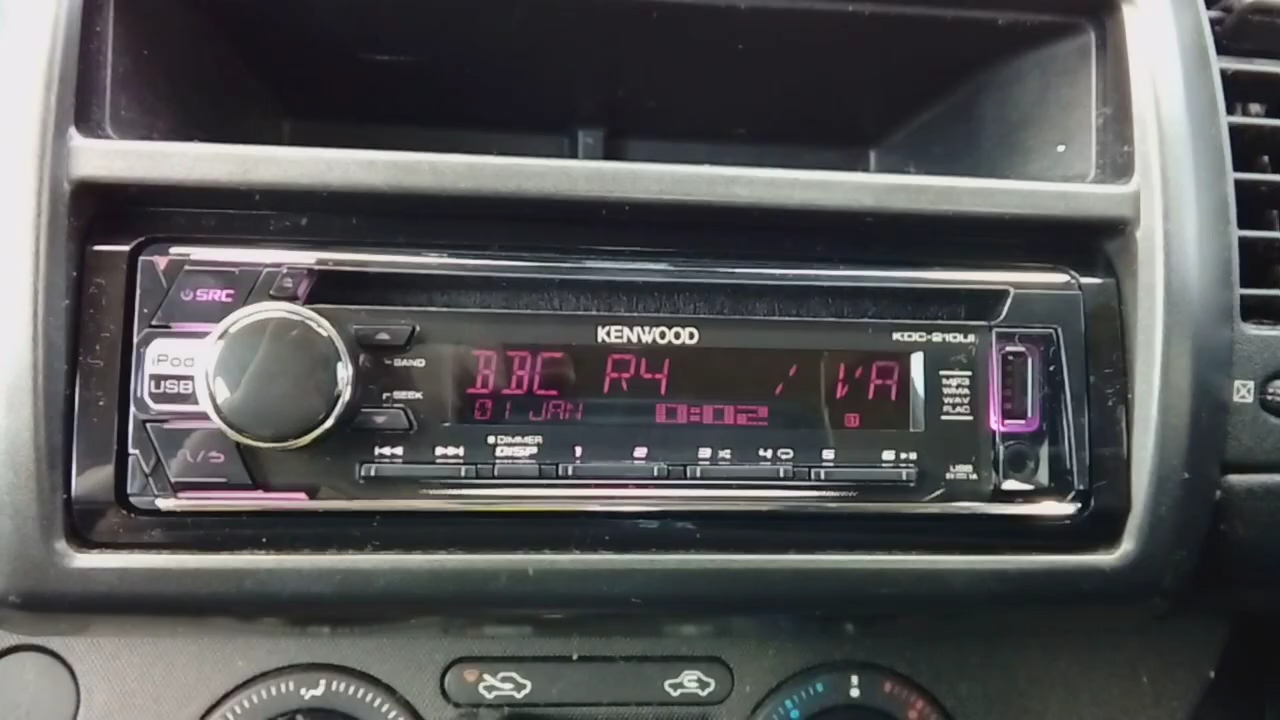 KENWOOD
KDC-210UI
SRC
iPod
USB
BAND
SEEK
BBC R4 / VA
01 JAN 0:02
MP3
WMA
WAV
FLAC
DIMMER
DISP 1 2 3 4 5 6
USB